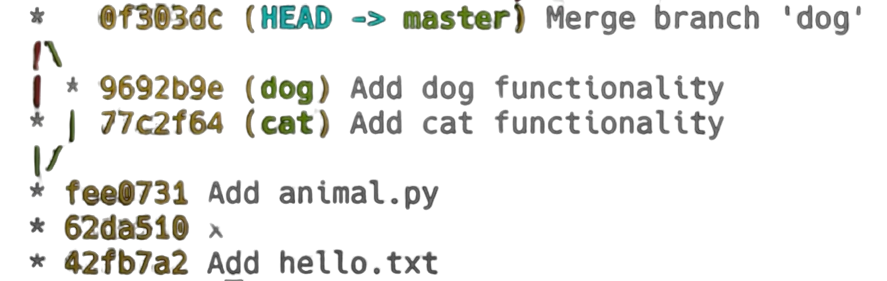 *   0f303dc (HEAD -> master) Merge branch 'dog'
|\
| * 9692b9e (dog) Add dog functionality
* | 77c2f64 (cat) Add cat functionality
|/
* fee0731 Add animal.py
* 62da510 x
* 42fb7a2 Add hello.txt